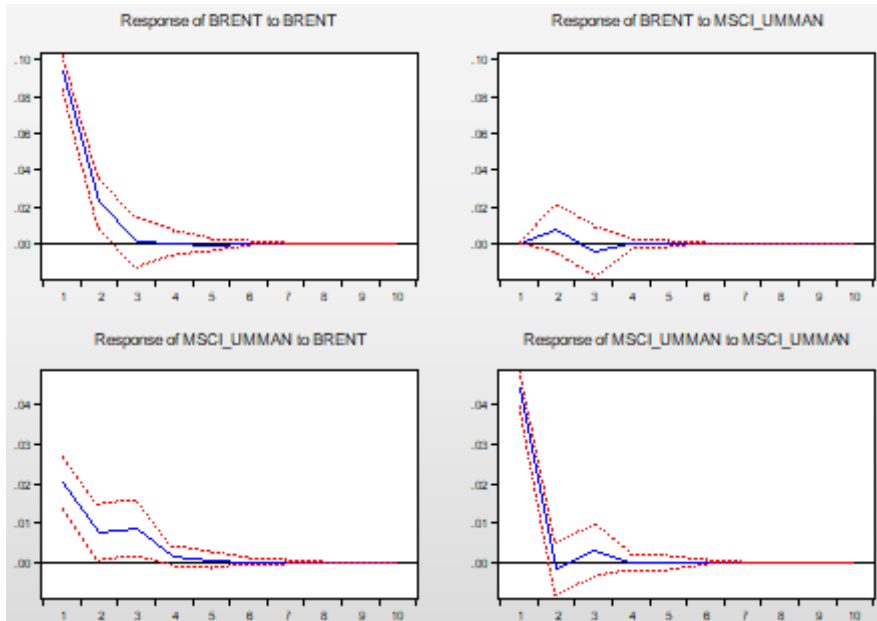 Response of BRENT to BRENT
.10
.08
.06
.04
.02
.00
1 2 3 4 5 6 7 8 9 10
Response of BRENT to MSCI_UMMAN
.10
.08
.06
.04
.02
.00
1 2 3 4 5 6 7 8 9 10
Response of MSCI_UMMAN to BRENT
.04
.03
.02
.01
.00
1 2 3 4 5 6 7 8 9 10
Response of MSCI_UMMAN to MSCI_UMMAN
.04
.03
.02
.01
.00
1 2 3 4 5 6 7 8 9 10